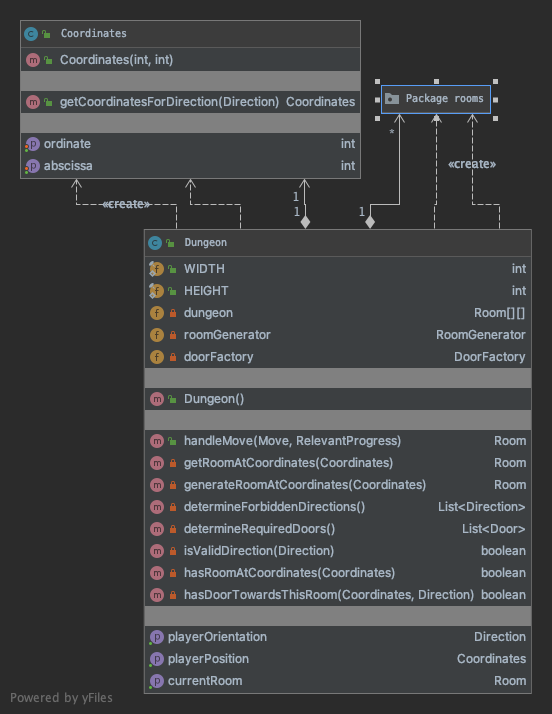 Coordinates
Coordinates(int, int)
getCoordinatesForDirection(Direction) Coordinates
ordinate int
abscissa int
Package rooms
*
«create»
«create»
1
1
1
Dungeon
WIDTH int
HEIGHT int
dungeon Room[][]
roomGenerator RoomGenerator
doorFactory DoorFactory
Dungeon()
handleMove(Move, RelevantProgress) Room
getRoomAtCoordinates(Coordinates) Room
generateRoomAtCoordinates(Coordinates) Room
determineForbiddenDirections() List<Direction>
determineRequiredDoors() List<Door>
isValidDirection(Direction) boolean
hasRoomAtCoordinates(Coordinates) boolean
hasDoorTowardsThisRoom(Coordinates, Direction) boolean
playerOrientation Direction
playerPosition Coordinates
currentRoom Room
Powered by yFiles